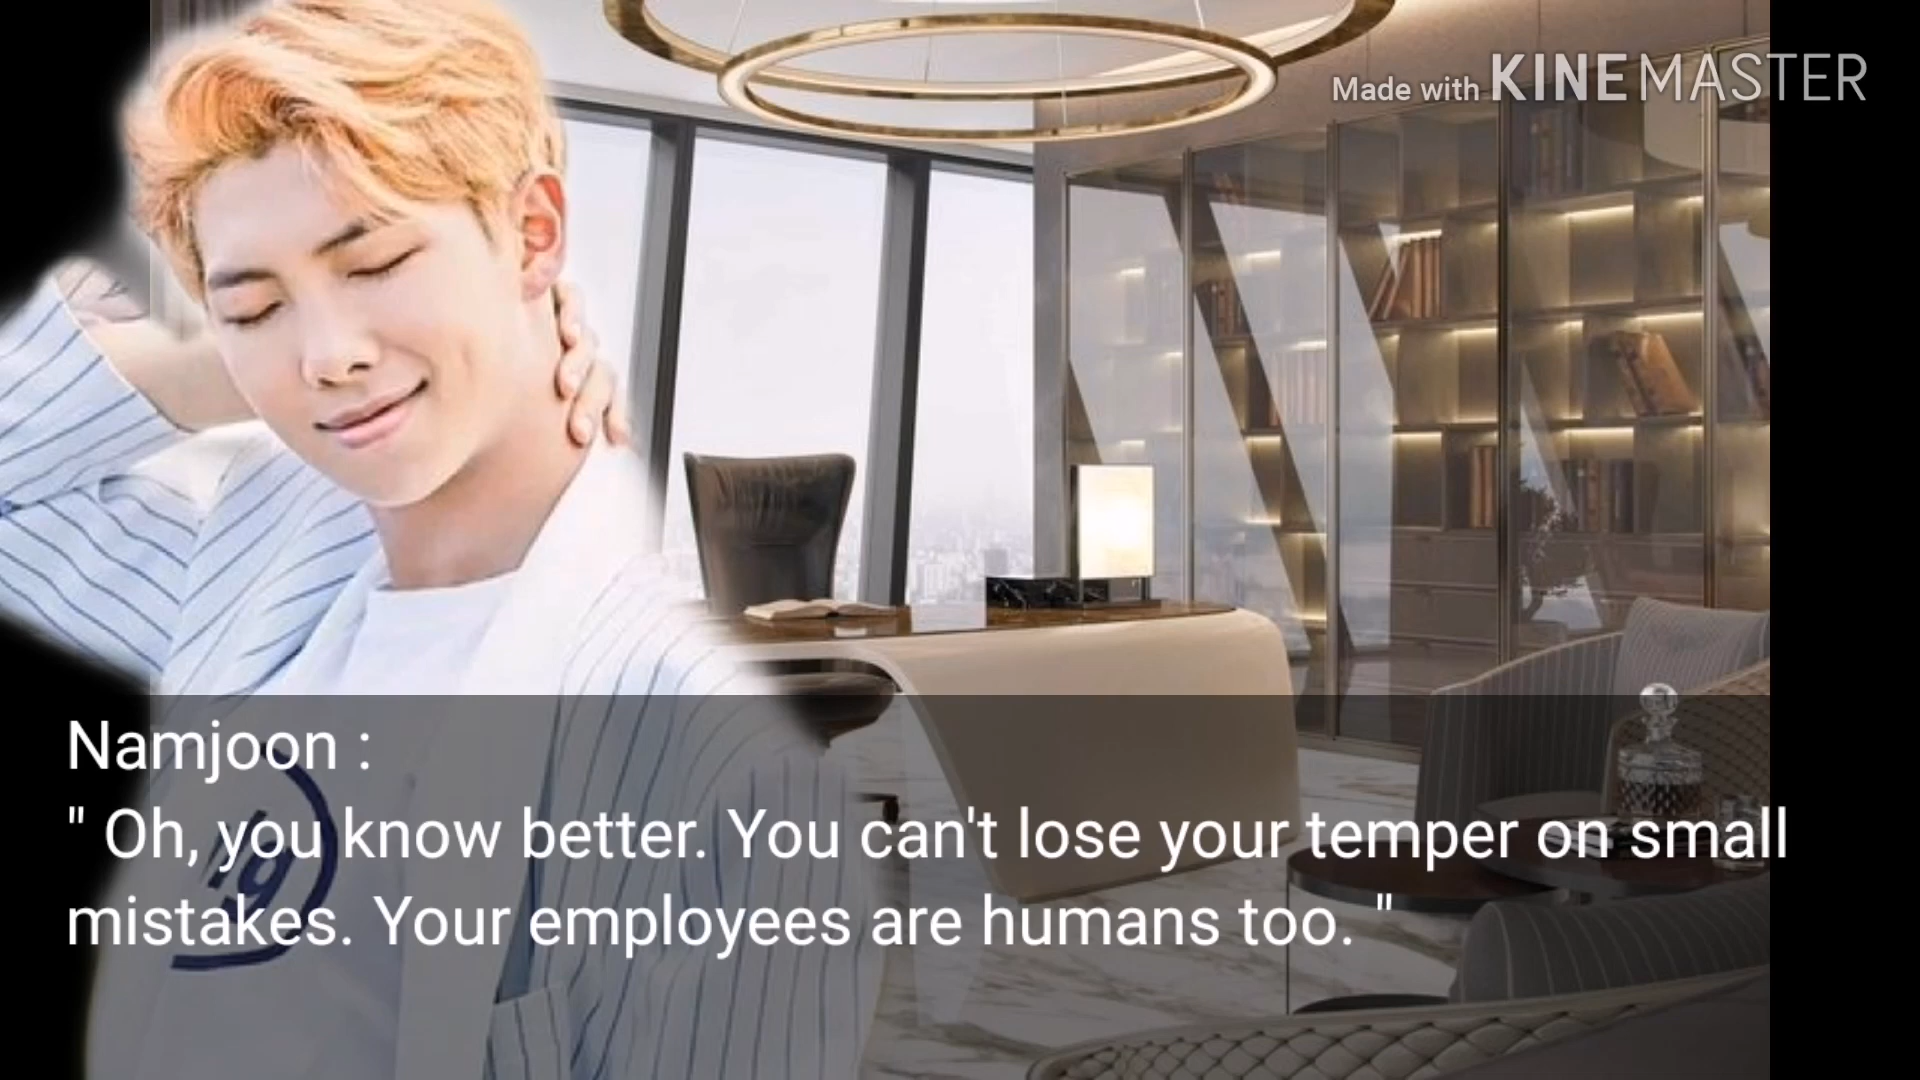 Made with KINEMASTER
Namjoon :
" Oh, you know better. You can't lose your temper on small
mistakes. Your employees are humans too. "